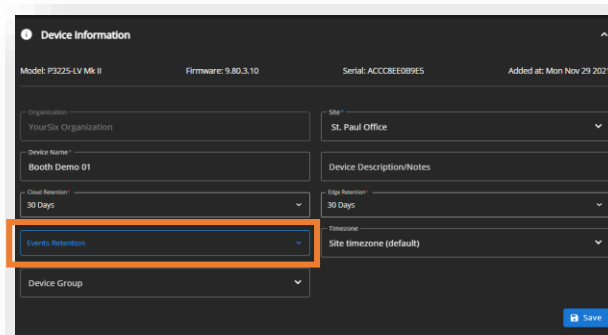 Device Information
Model: P3225-LV Mk II Firmware: 9.80.3.10 Serial: ACCC8EE0B9E5 Added at: Mon Nov 29 2021
Organization Site*
YourSix Organization St. Paul Office
Device Name*
Booth Demo 01 Device Description/Notes
Cloud Retention* Edge Retention*
30 Days 30 Days
Timezone
Events Retention Site timezone (default)
Device Group
Save